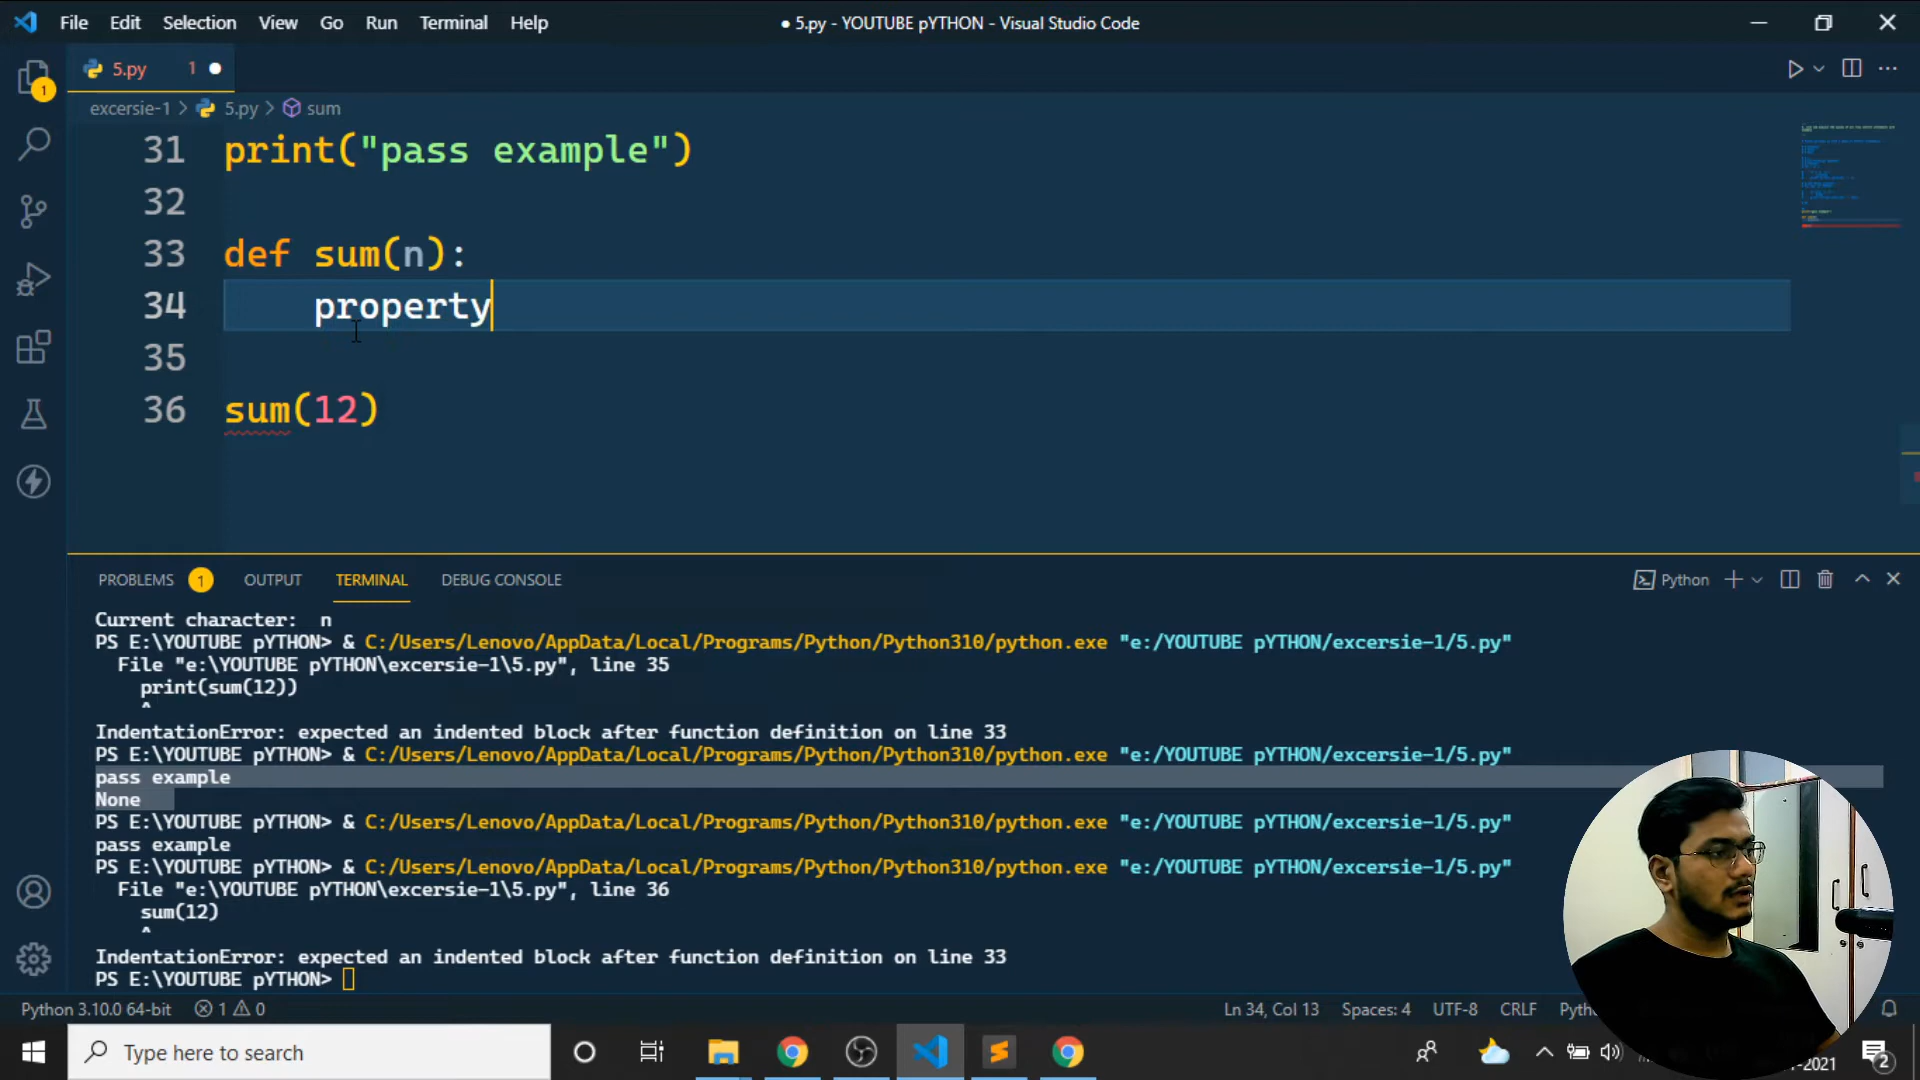 File Edit Selection View Go Run Terminal Help
● 5.py - YOUTUBE pYTHON - Visual Studio Code
5.py 1
excersie-1 > 5.py > sum
31 print("pass example")
32
33 def sum(n):
34 property
35
36 sum(12)
PROBLEMS 1 OUTPUT TERMINAL DEBUG CONSOLE
Python
Current character:  n
PS E:\YOUTUBE pYTHON> & C:/Users/Lenovo/AppData/Local/Programs/Python/Python310/python.exe "e:/YOUTUBE pYTHON/excersie-1/5.py"
File "e:\YOUTUBE pYTHON\excersie-1\5.py", line 35
print(sum(12))
^
IndentationError: expected an indented block after function definition on line 33
PS E:\YOUTUBE pYTHON> & C:/Users/Lenovo/AppData/Local/Programs/Python/Python310/python.exe "e:/YOUTUBE pYTHON/excersie-1/5.py"
pass example
None
PS E:\YOUTUBE pYTHON> & C:/Users/Lenovo/AppData/Local/Programs/Python/Python310/python.exe "e:/YOUTUBE pYTHON/excersie-1/5.py"
pass example
PS E:\YOUTUBE pYTHON> & C:/Users/Lenovo/AppData/Local/Programs/Python/Python310/python.exe "e:/YOUTUBE pYTHON/excersie-1/5.py"
File "e:\YOUTUBE pYTHON\excersie-1\5.py", line 36
sum(12)
^
IndentationError: expected an indented block after function definition on line 33
PS E:\YOUTUBE pYTHON>
Python 3.10.0 64-bit 1 0
Ln 34, Col 13 Spaces: 4 UTF-8 CRLF
Type here to search
2021
2